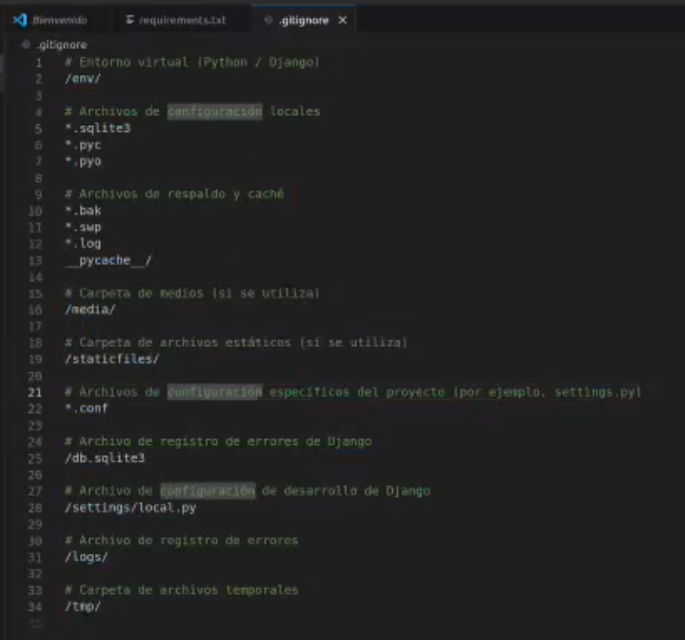 Bienvenido requirements.txt .gitignore
.gitignore
1 # Entorno virtual (Python / Django)
2 /env/
3
4 # Archivos de configuración locales
5 *.sqlite3
6 *.pyc
7 *.pyo
8
9 # Archivos de respaldo y caché
10 *.bak
11 *.swp
12 *.log
13 __pycache__/
14
15 # Carpeta de medios (si se utiliza)
16 /media/
17
18 # Carpeta de archivos estáticos (si se utiliza)
19 /staticfiles/
20
21 # Archivos de configuración específicos del proyecto (por ejemplo, settings.py)
22 *.conf
23
24 # Archivo de registro de errores de Django
25 /db.sqlite3
26
27 # Archivo de configuración de desarrollo de Django
28 /settings/local.py
29
30 # Archivo de registro de errores
31 /logs/
32
33 # Carpeta de archivos temporales
34 /tmp/
35